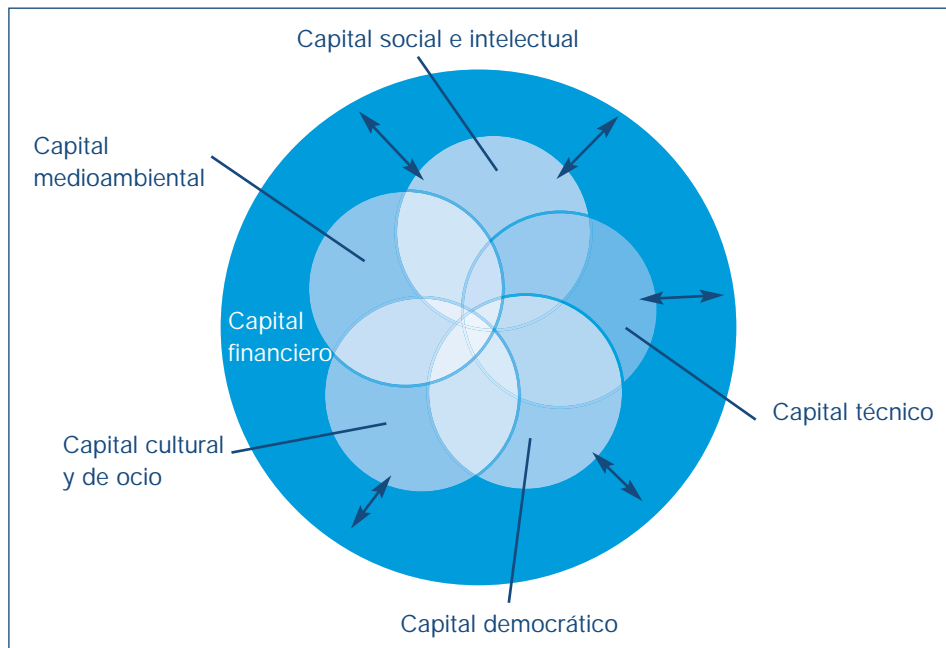 Capital social e intelectual
Capital
medioambiental
Capital
financiero
Capital técnico
Capital cultural
y de ocio
Capital democrático